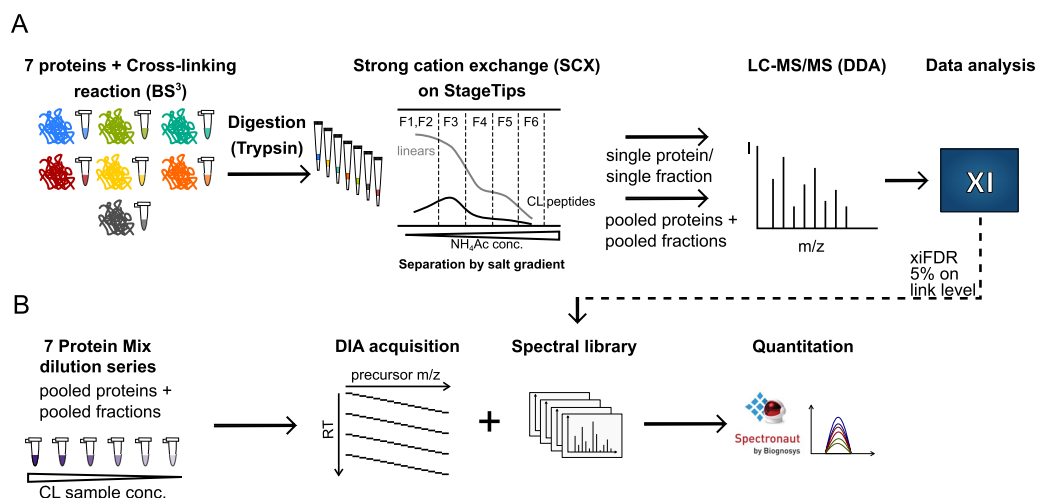 A
7 proteins + Cross-linking
reaction (BS³)
Digestion
(Trypsin)
Strong cation exchange (SCX)
on StageTips
F1,F2 F3 F4 F5 F6
linears
CL peptides
NH₄Ac conc.
Separation by salt gradient
single protein/
single fraction
pooled proteins +
pooled fractions
LC-MS/MS (DDA)
I
m/z
Data analysis
XI
xiFDR
5% on
link level
B
7 Protein Mix
dilution series
pooled proteins +
pooled fractions
CL sample conc.
DIA acquisition
precursor m/z
RT
+
Spectral library
Quantitation
Spectronaut
by Biognosys